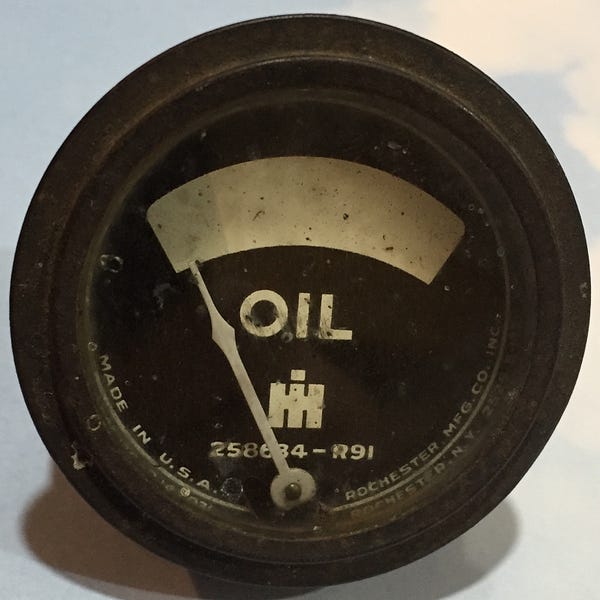 OIL
IH
258684-R91
MADE IN U.S.A.
ROCHESTER MFG. CO. INC.
ROCHESTER, N.Y.